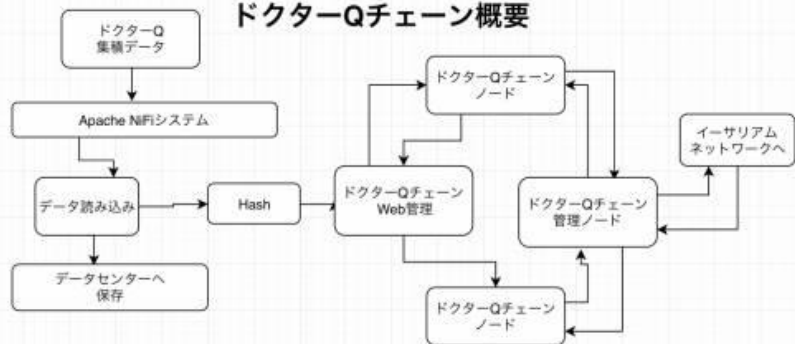 ドクターQチェーン概要
ドクターQ
集積データ
Apache NiFiシステム
データ読み込み
データセンターへ
保存
Hash
ドクターQチェーン
Web管理
ドクターQチェーン
ノード
ドクターQチェーン
ノード
ドクターQチェーン
管理ノード
イーサリアム
ネットワークへ